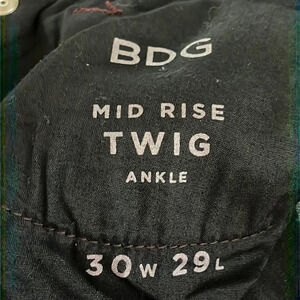 BDG
MID RISE
TWIG
ANKLE
30W 29L